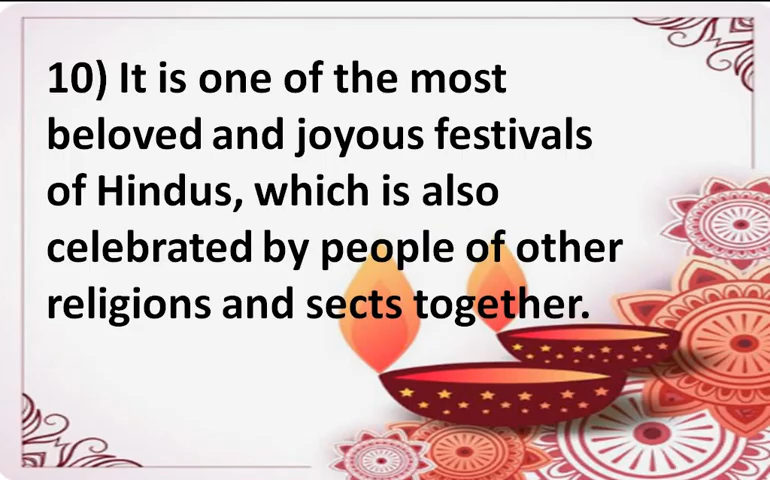 10) It is one of the most
beloved and joyous festivals
of Hindus, which is also
celebrated by people of other
religions and sects together.